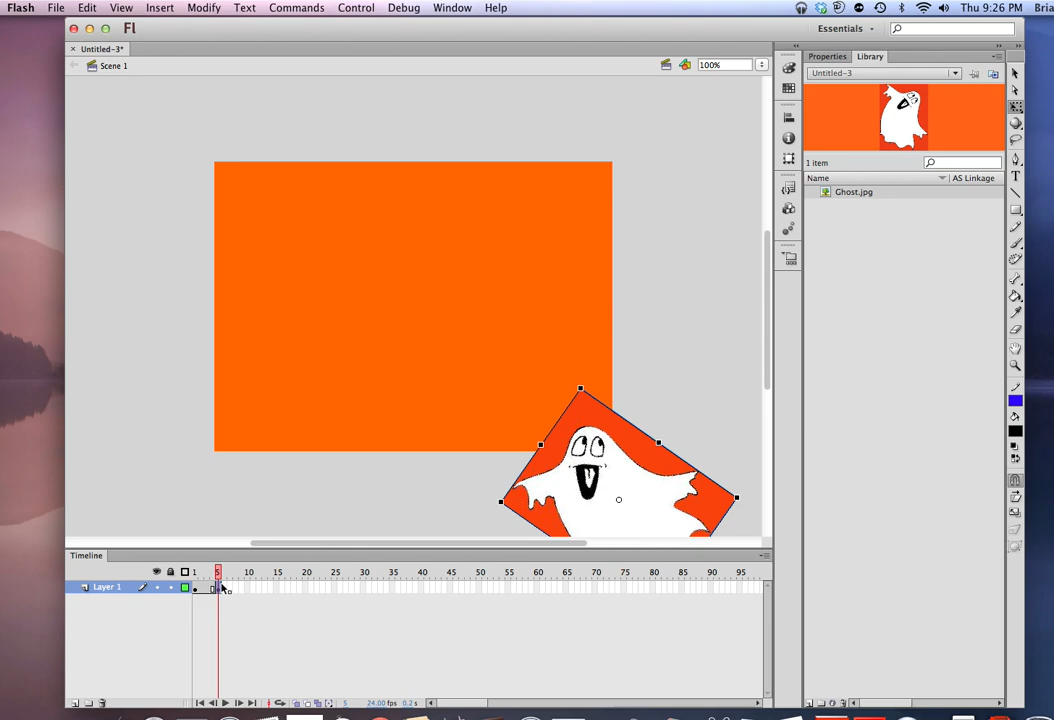 Flash File Edit View Insert Modify Text Commands Control Debug Window Help Thu 9:26 PM Bria
Fl Essentials
Untitled-3*
Scene 1 100%
Properties Library
Untitled-3
1 item
Name AS Linkage
Ghost.jpg
Timeline
1 5 10 15 20 25 30 35 40 45 50 55 60 65 70 75 80 85 90 95
Layer 1
5 24.00 fps 0.2 s